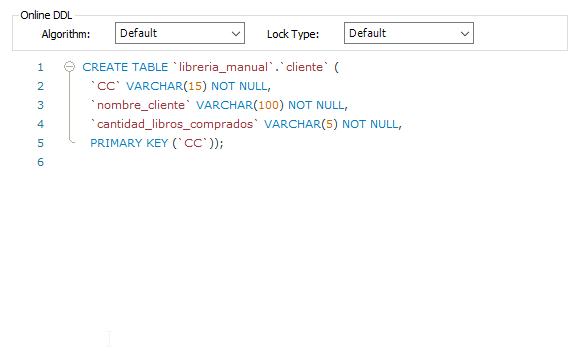 Online DDL
Algorithm: Default Lock Type: Default
1 CREATE TABLE `libreria_manual`.`cliente` (
2 `CC` VARCHAR(15) NOT NULL,
3 `nombre_cliente` VARCHAR(100) NOT NULL,
4 `cantidad_libros_comprados` VARCHAR(5) NOT NULL,
5 PRIMARY KEY (`CC`));
6